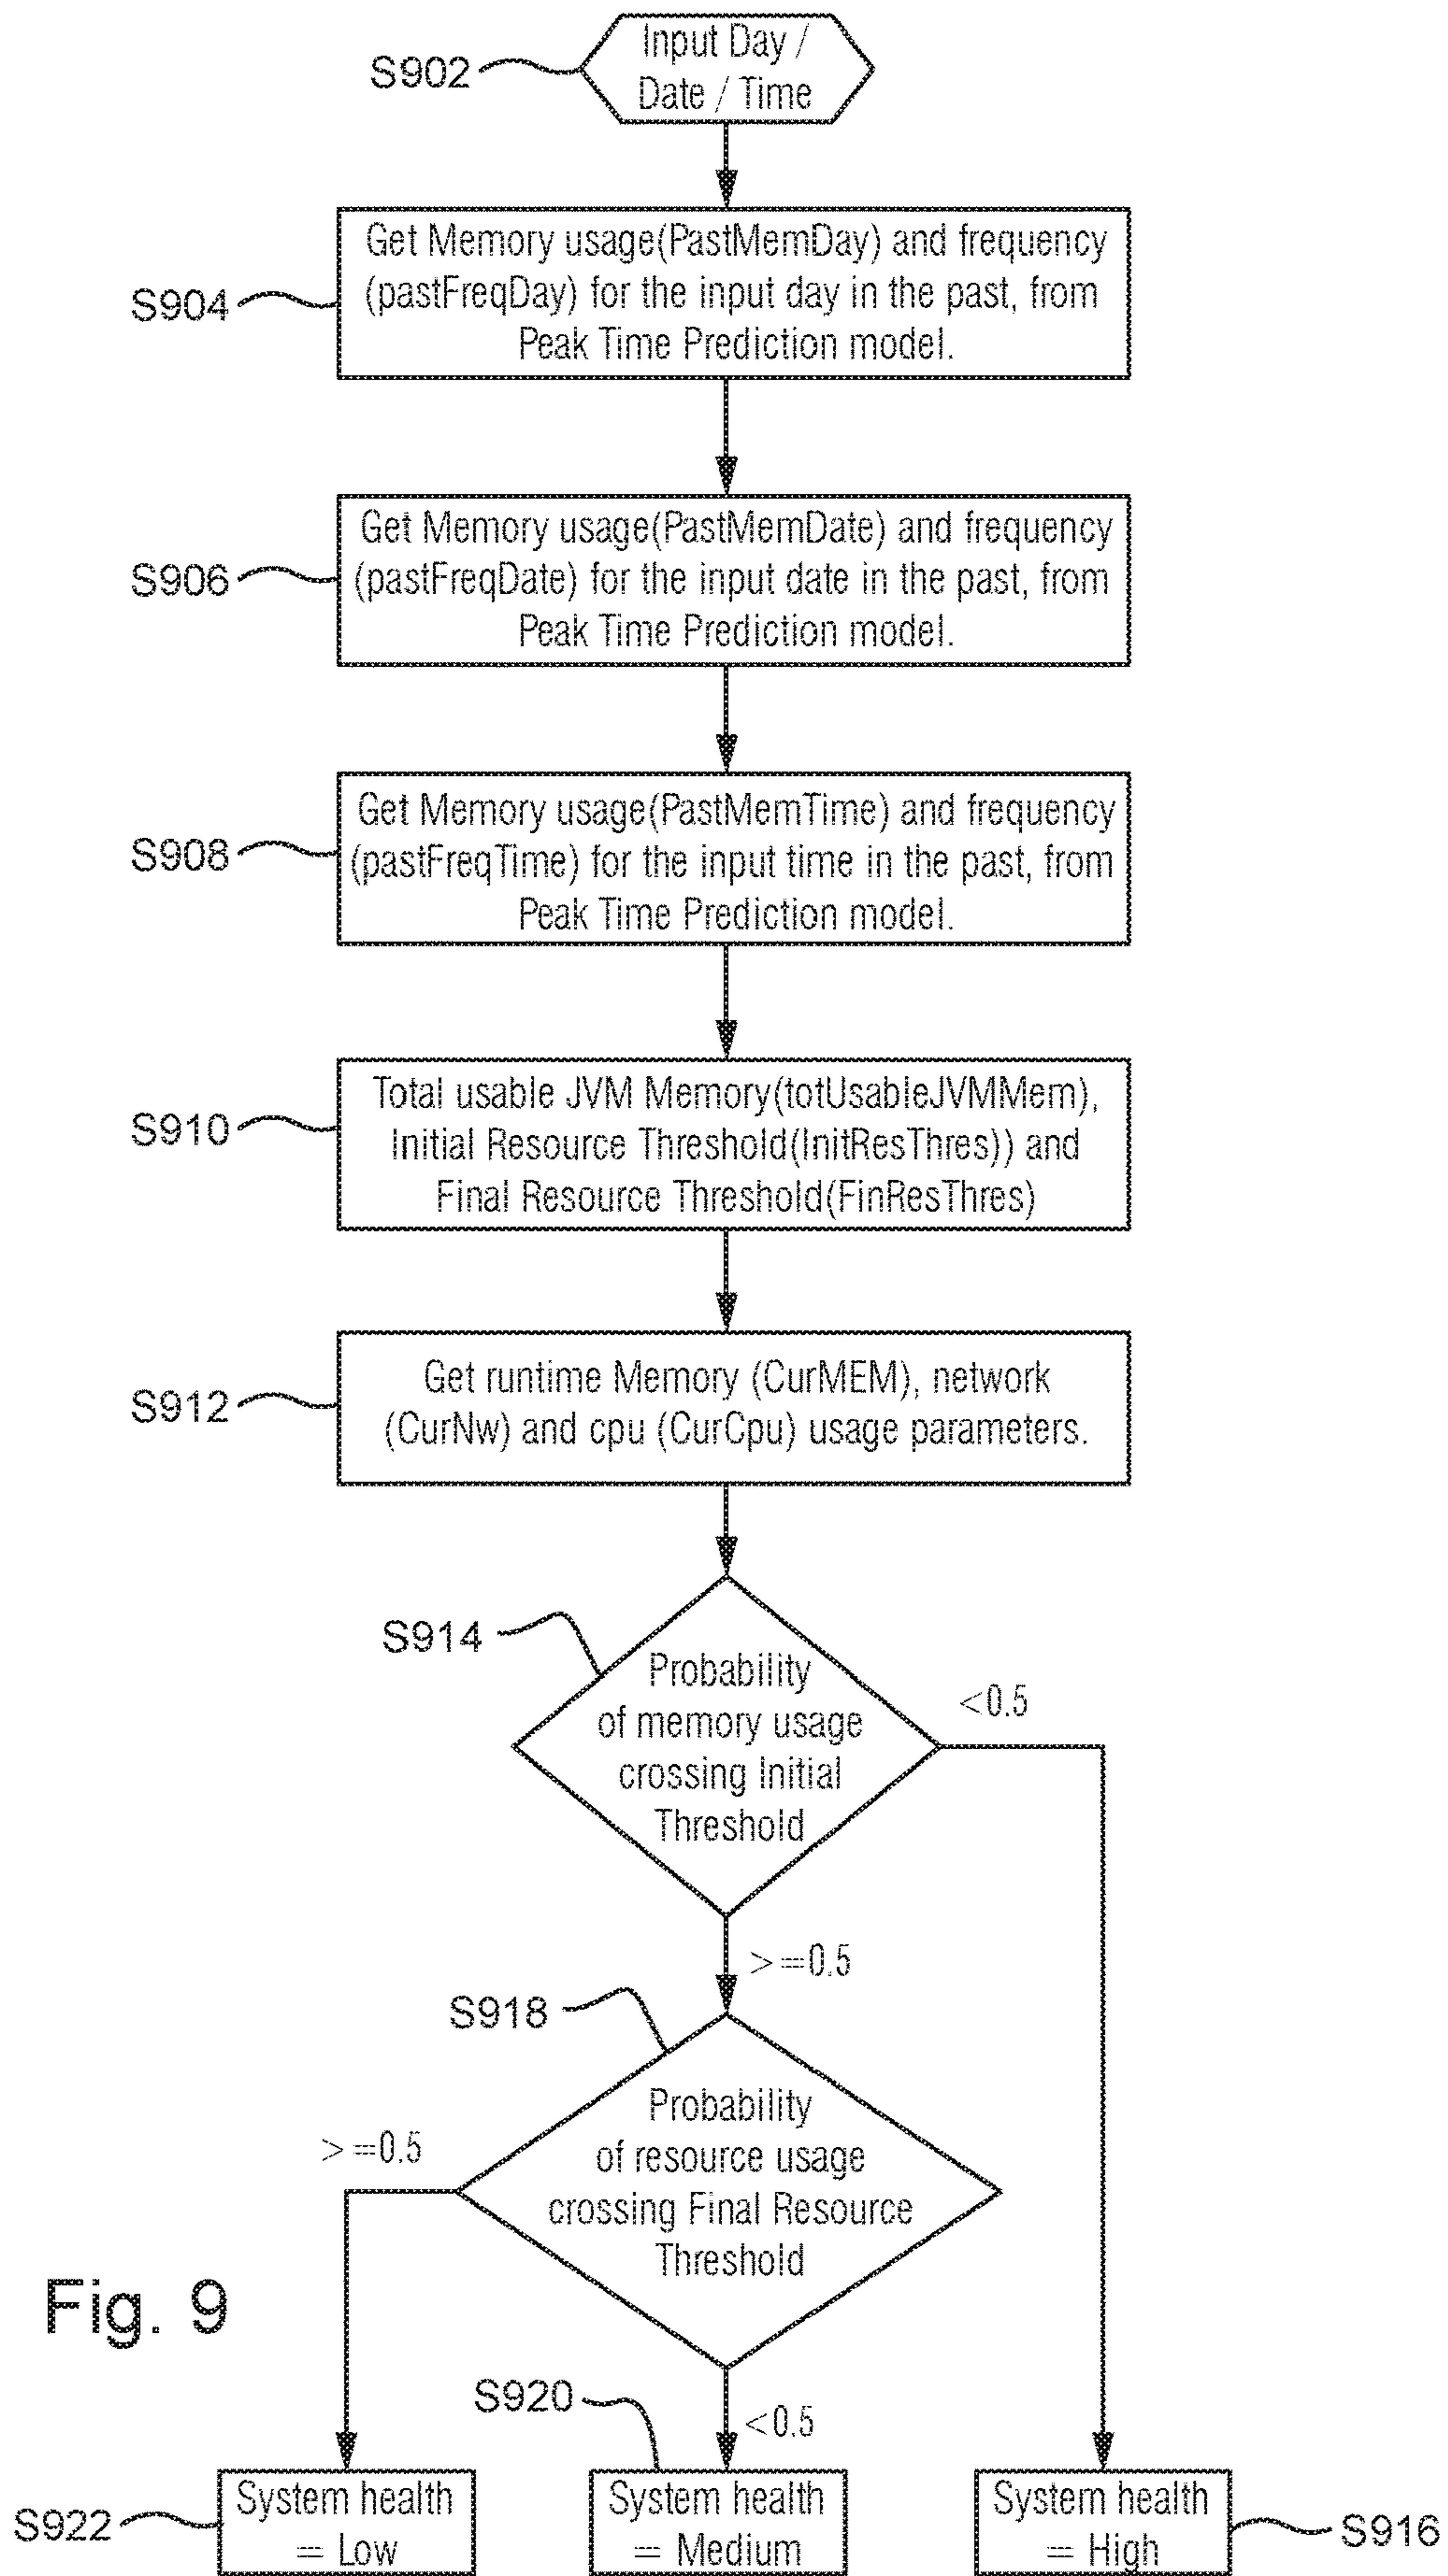 S902
Input Day /
Date / Time
S904
Get Memory usage(PastMemDay) and frequency
(pastFreqDay) for the input day in the past, from
Peak Time Prediction model.
S906
Get Memory usage(PastMemDate) and frequency
(pastFreqDate) for the input date in the past, from
Peak Time Prediction model.
S908
Get Memory usage(PastMemTime) and frequency
(pastFreqTime) for the input time in the past, from
Peak Time Prediction model.
S910
Total usable JVM Memory(totUsableJVMMem),
Initial Resource Threshold(InitResThres)) and
Final Resource Threshold(FinResThres)
S912
Get runtime Memory (CurMEM), network
(CurNw) and cpu (CurCpu) usage parameters.
S914
Probability
of memory usage
crossing Initial
Threshold
<0.5
>=0.5
S918
Probability
of resource usage
crossing Final Resource
Threshold
>=0.5
Fig. 9
S920
<0.5
S922
System health
= Low
System health
= Medium
System health
= High
S916